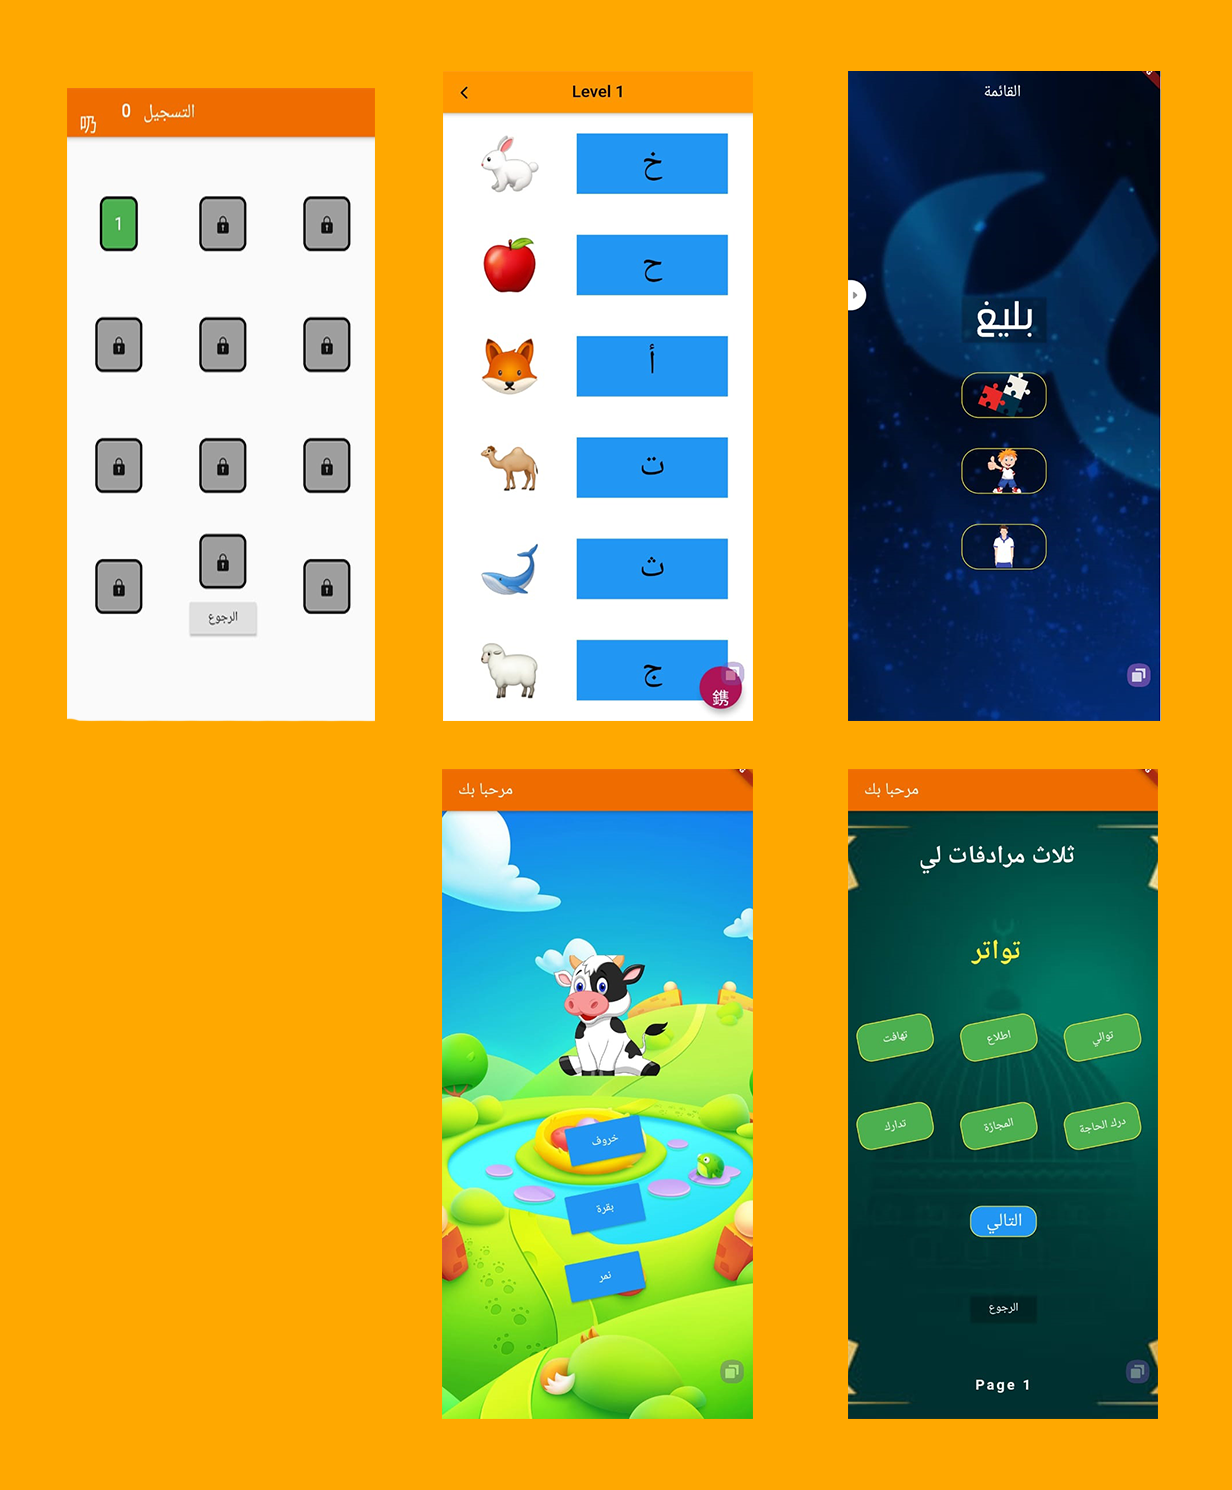 التسجيل 0
叨
1
الرجوع
Level 1
خ
ح
أ
ت
ث
ج
鐫
القائمة
بليغ
مرحبا بك
خروف
بقرة
نمر
مرحبا بك
ثلاث مرادفات لي
تواتر
توالي اطلاع تهافت
درك الحاجة المجازة تدارك
التالي
الرجوع
Page 1